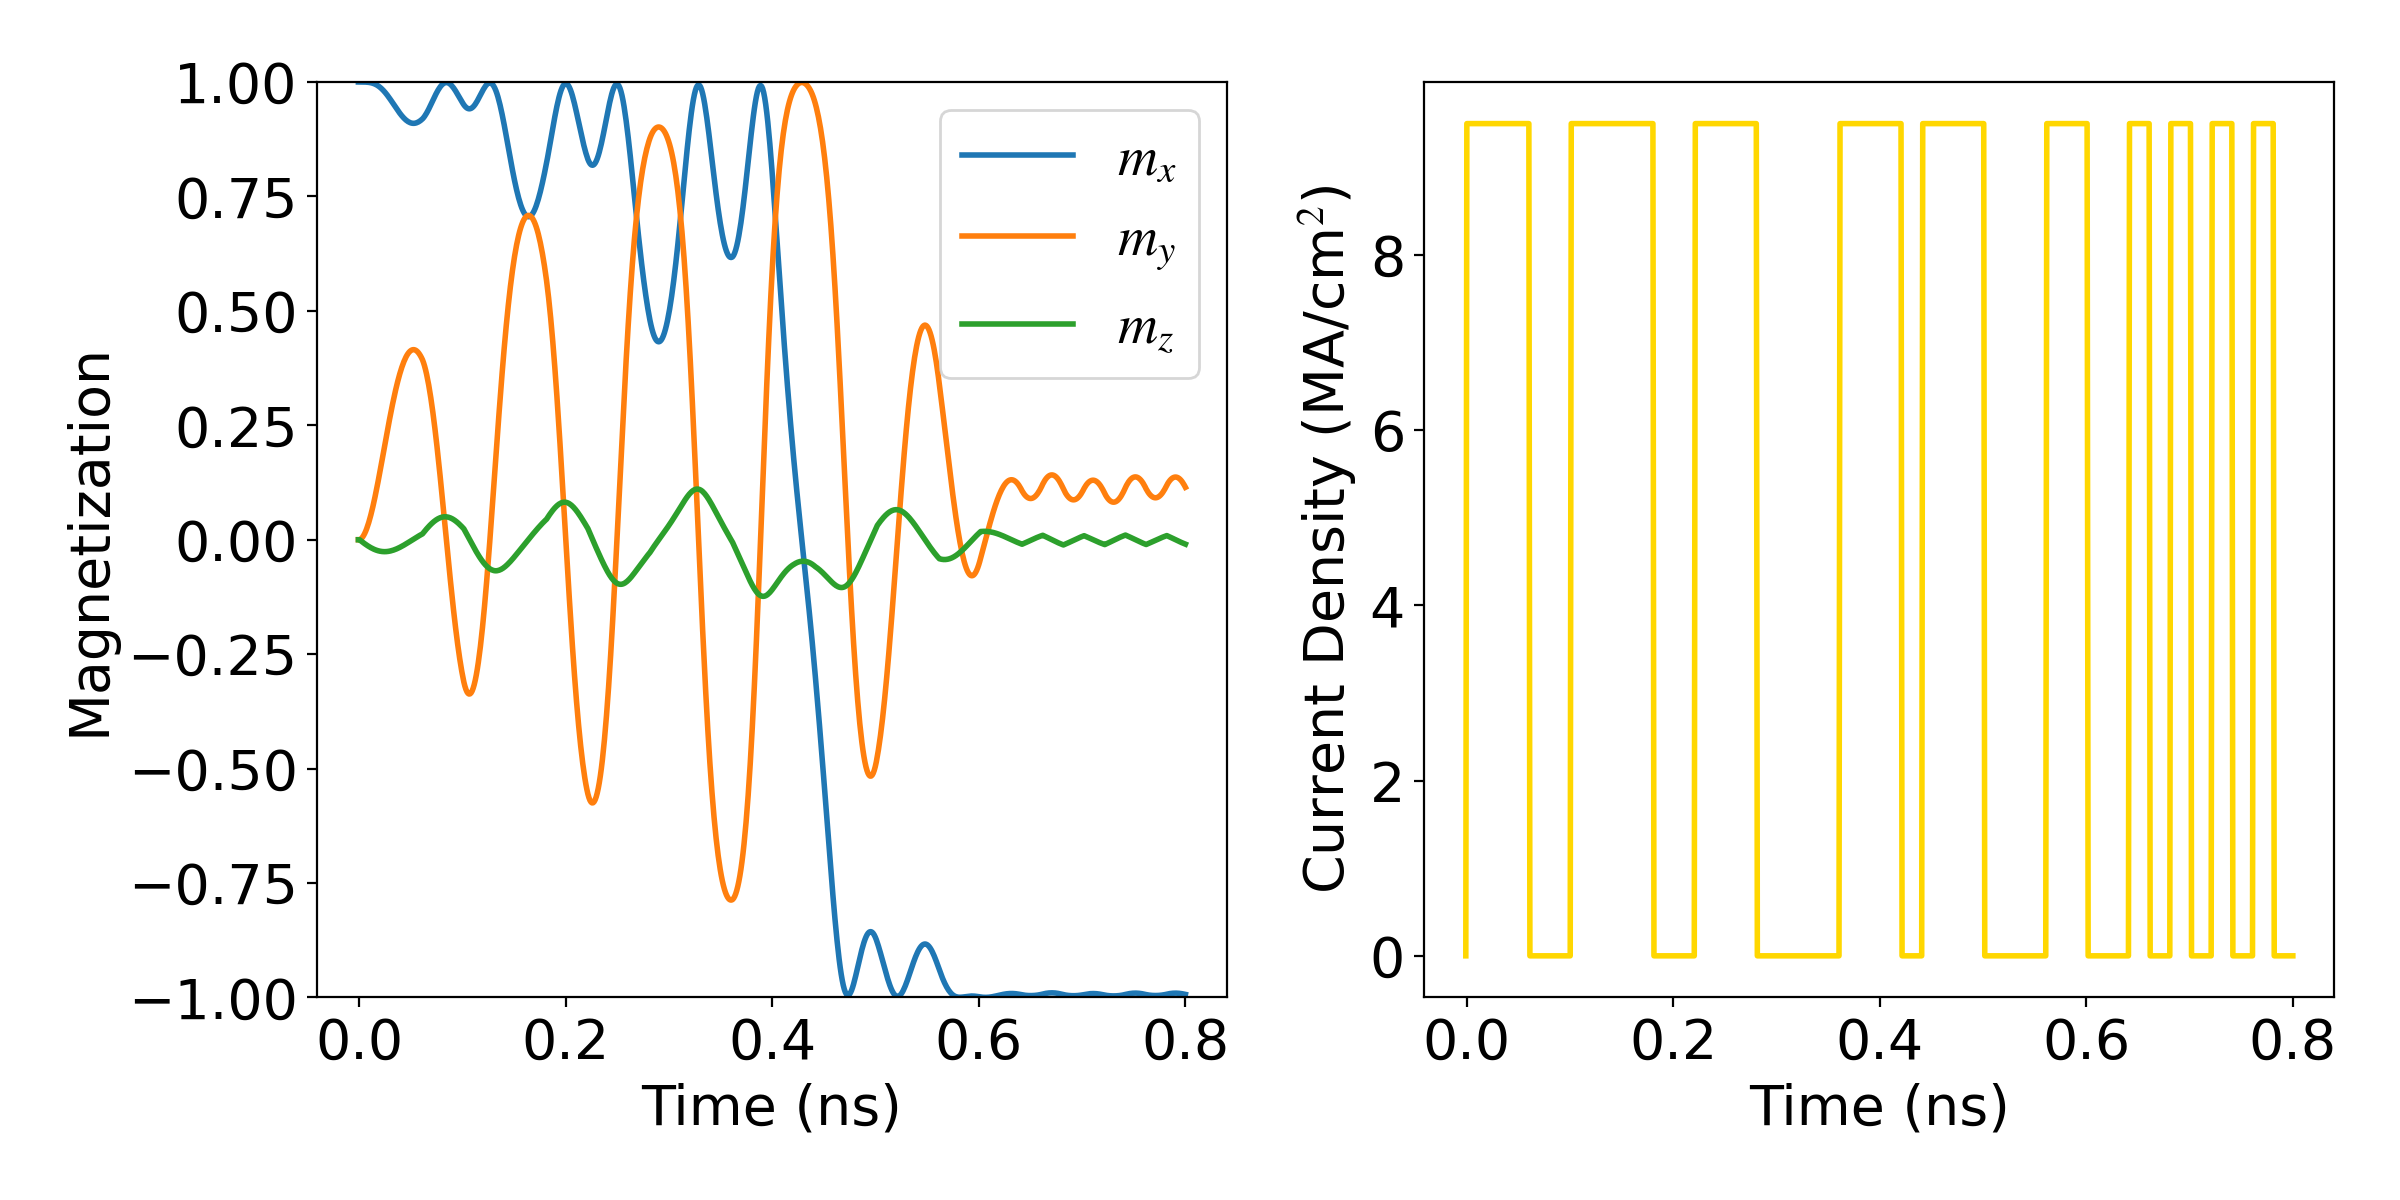 1.00
0.75
0.50
0.25
0.00
−0.25
−0.50
−0.75
−1.00
Magnetization
0.0 0.2 0.4 0.6 0.8
Time (ns)
m_x
m_y
m_z
8
6
4
2
0
Current Density (MA/cm²)
0.0 0.2 0.4 0.6 0.8
Time (ns)